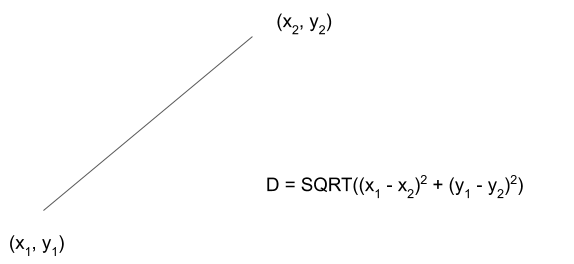 (x₂, y₂)
D = SQRT((x₁ - x₂)² + (y₁ - y₂)²)
(x₁, y₁)